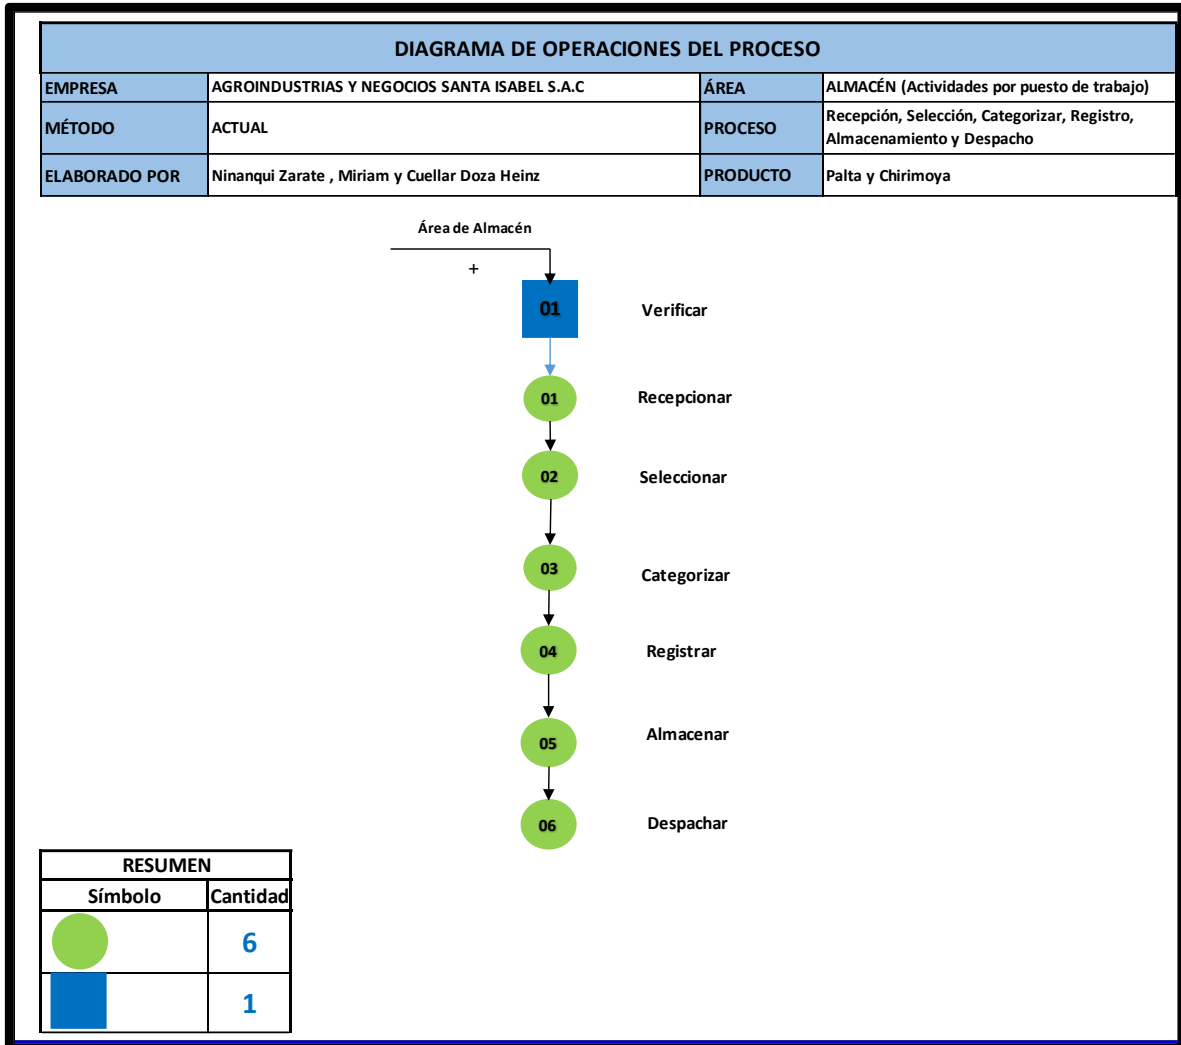 DIAGRAMA DE OPERACIONES DEL PROCESO
EMPRESA
AGROINDUSTRIAS Y NEGOCIOS SANTA ISABEL S.A.C
ÁREA
ALMACÉN (Actividades por puesto de trabajo)
MÉTODO
ACTUAL
PROCESO
Recepción, Selección, Categorizar, Registro,
Almacenamiento y Despacho
ELABORADO POR
Ninanqui Zarate , Miriam y Cuellar Doza Heinz
PRODUCTO
Palta y Chirimoya
Área de Almacén
+
01
Verificar
01
Recepcionar
02
Seleccionar
03
Categorizar
04
Registrar
05
Almacenar
06
Despachar
RESUMEN
Símbolo
Cantidad
6
1